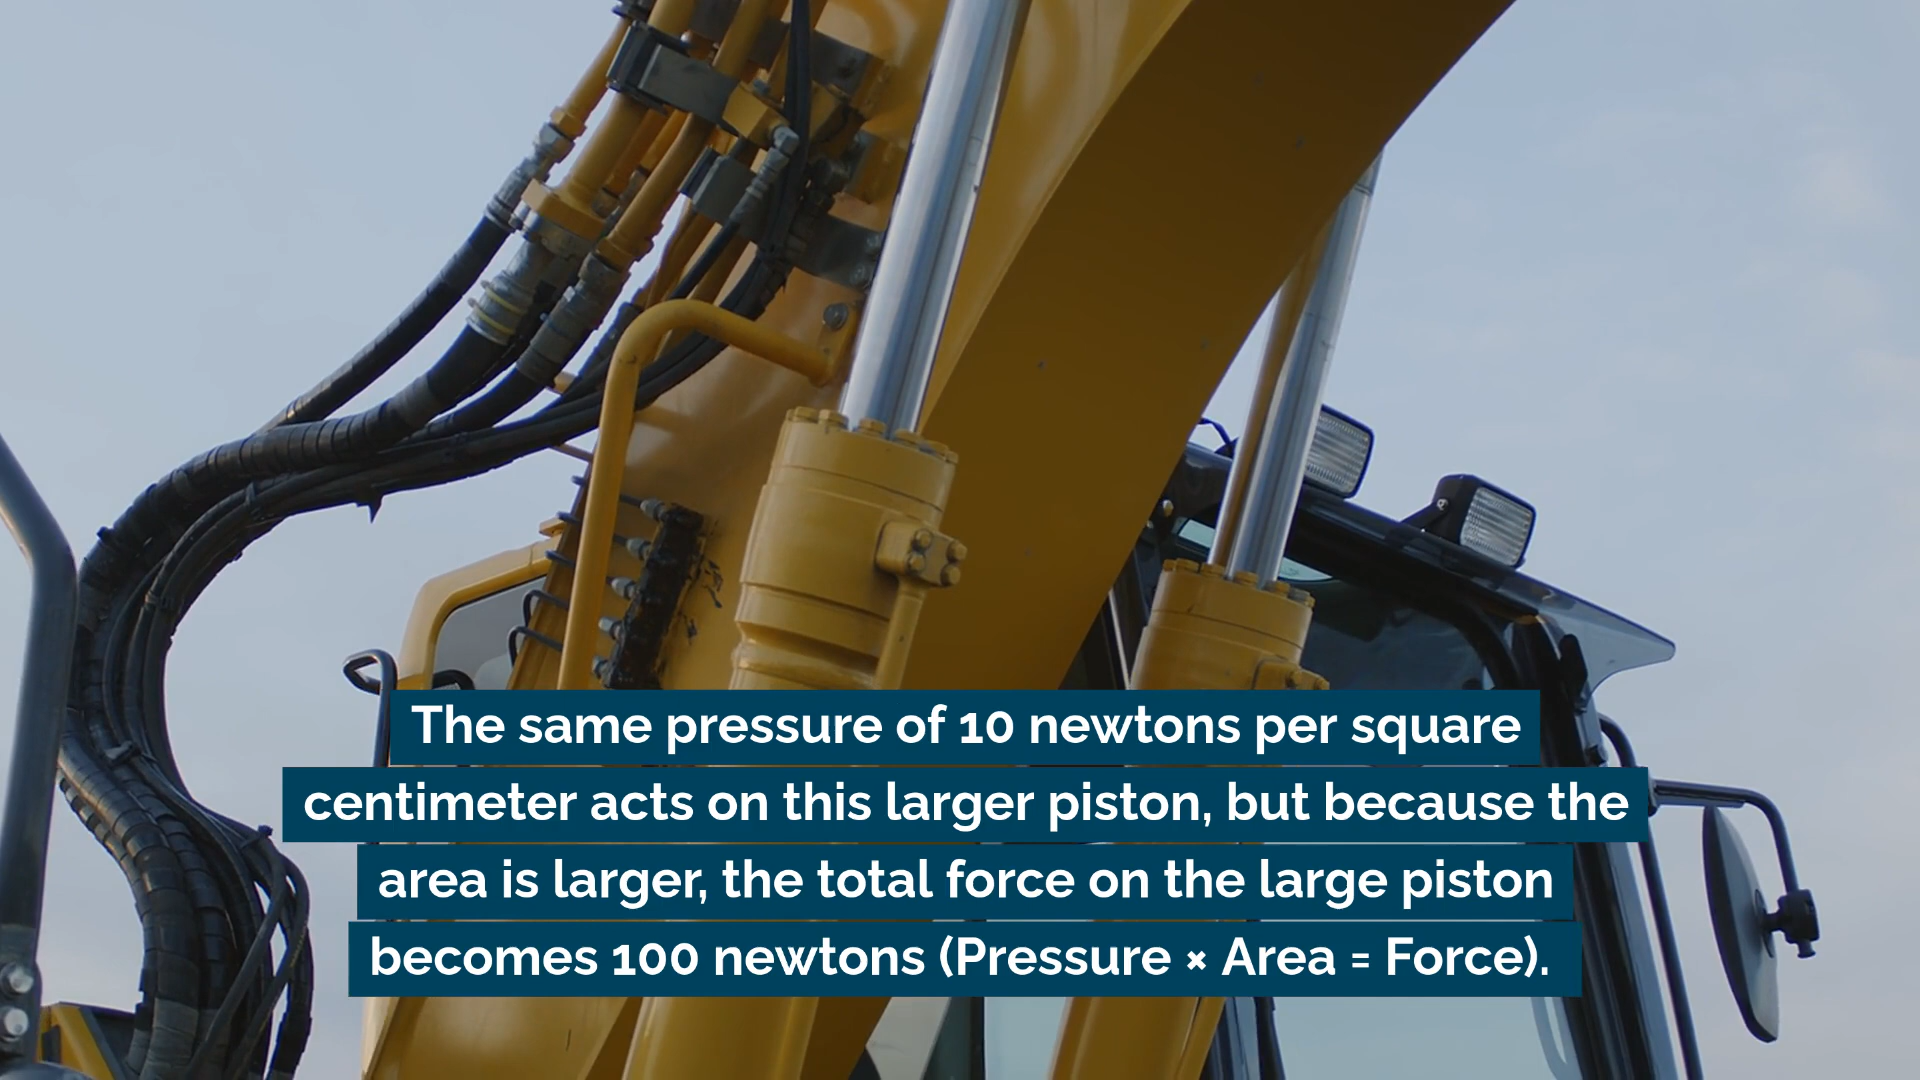 The same pressure of 10 newtons per square
centimeter acts on this larger piston, but because the
area is larger, the total force on the large piston
becomes 100 newtons (Pressure × Area = Force).